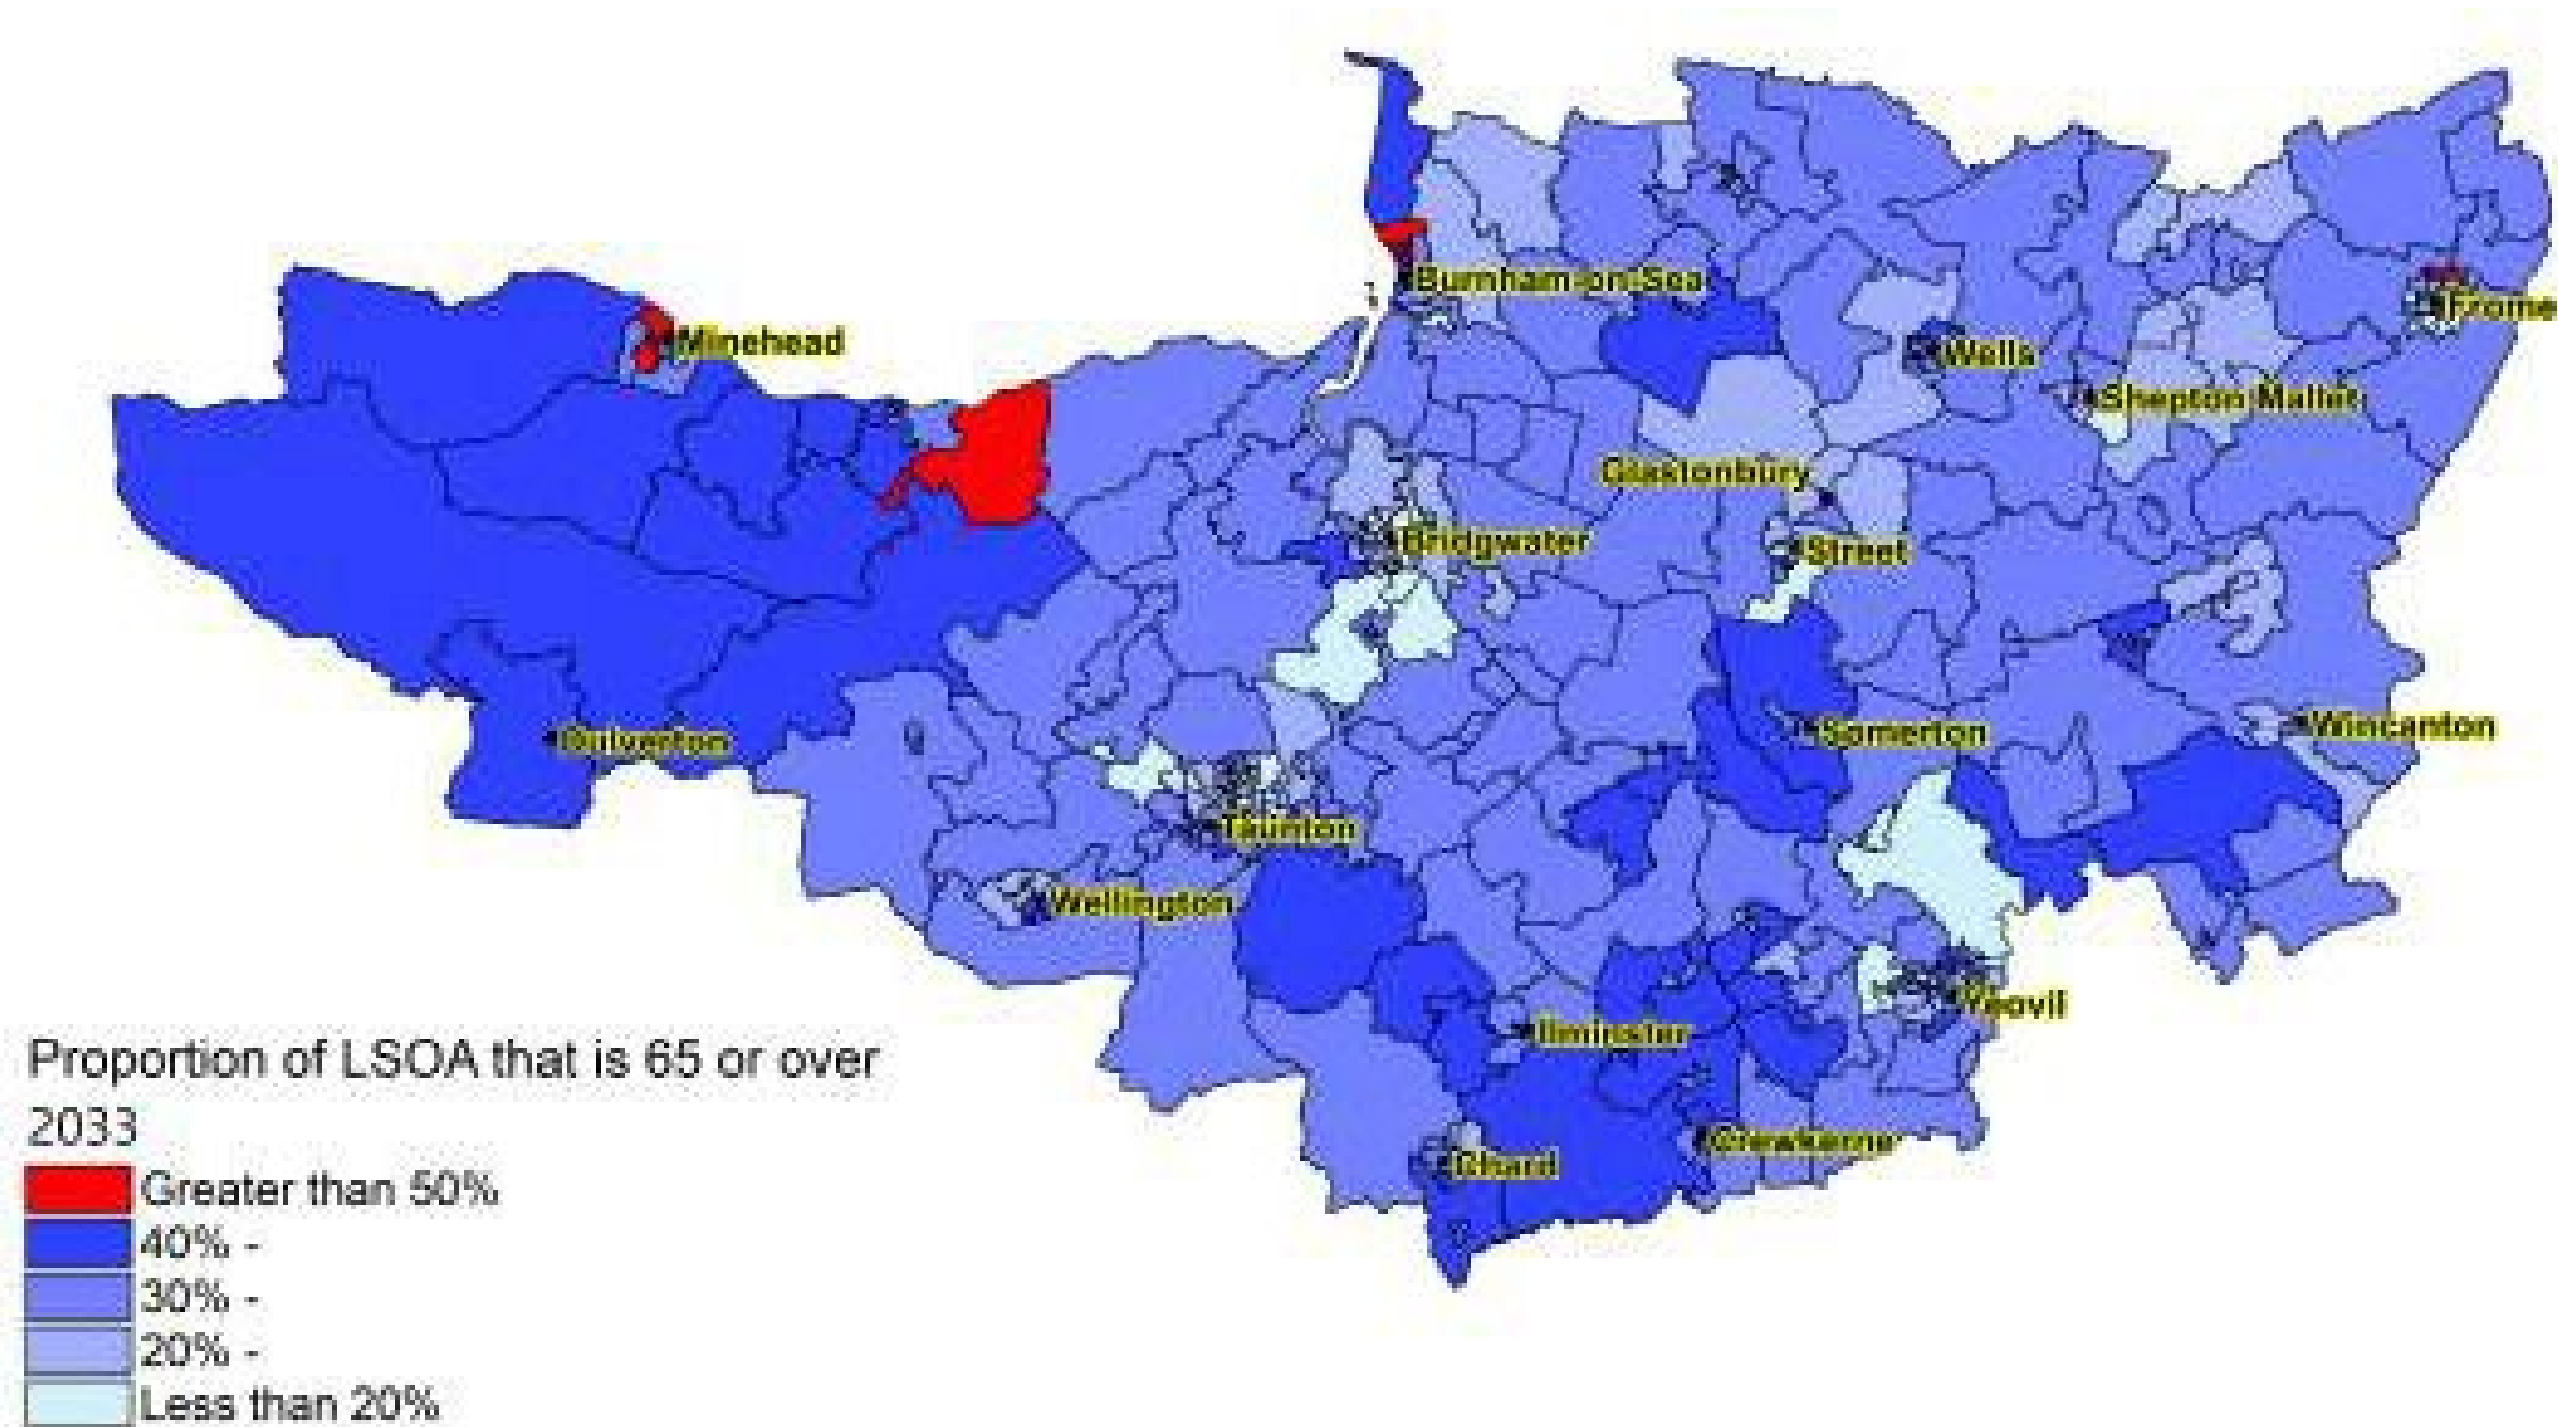 Burnham-on-Sea
Minehead
Frome
Wells
Shepton Mallet
Glastonbury
Bridgwater
Street
Dulverton
Somerton
Wincanton
Taunton
Wellington
Yeovil
Ilminster
Crewkerne
Chard
Proportion of LSOA that is 65 or over
2033
Greater than 50%
40% -
30% -
20% -
Less than 20%